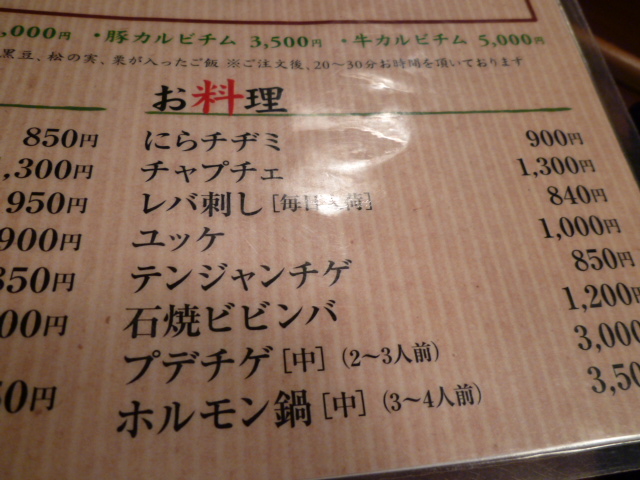 ,000円 ・豚カルビチム 3,500円 ・牛カルビチム 5,000円
黒豆、松の実、栗が入ったご飯 ※ご注文後、20～30分お時間を頂いております
お料理
850円 にらチヂミ 900円
,300円 チャプチェ 1,300円
950円 レバ刺し[毎日入荷] 840円
900円 ユッケ 1,000円
350円 テンジャンチゲ 850円
00円 石焼ビビンバ 1,200円
プデチゲ[中](2～3人前) 3,000
50円 ホルモン鍋[中](3～4人前) 3,50